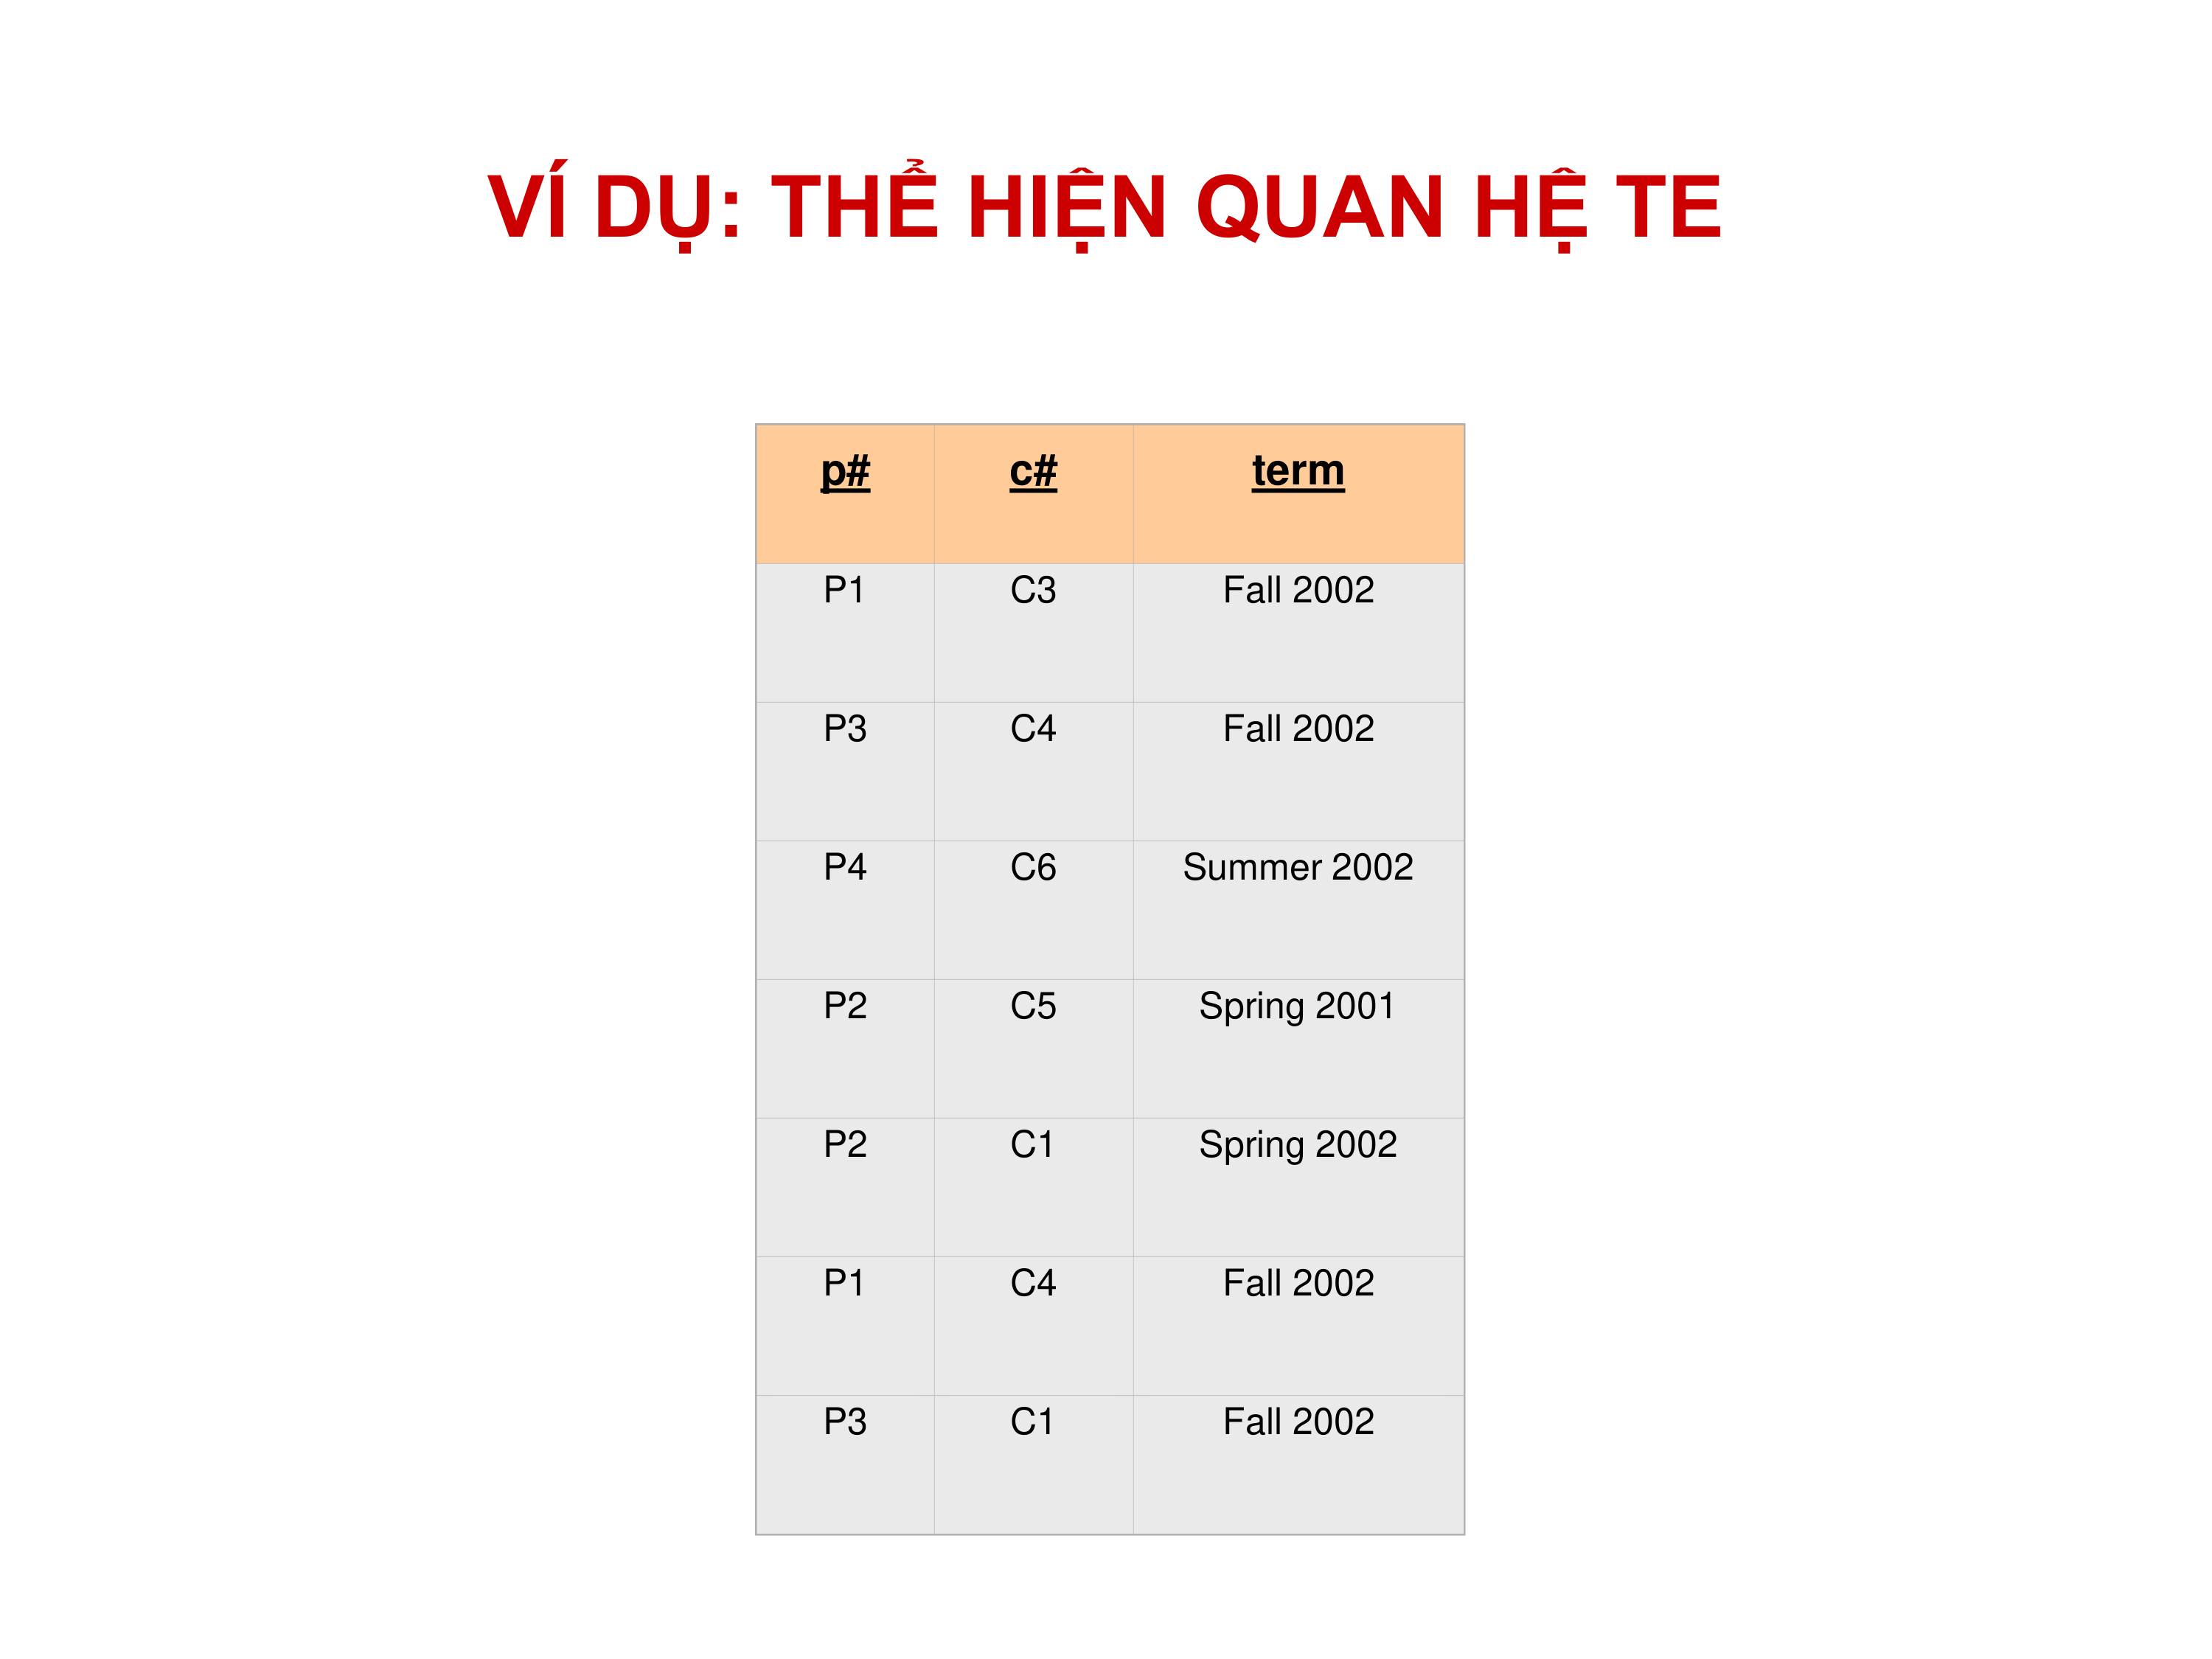 VÍ DỤ: THỂ HIỆN QUAN HỆ TE
p# c# term
P1 C3 Fall 2002
P3 C4 Fall 2002
P4 C6 Summer 2002
P2 C5 Spring 2001
P2 C1 Spring 2002
P1 C4 Fall 2002
P3 C1 Fall 2002